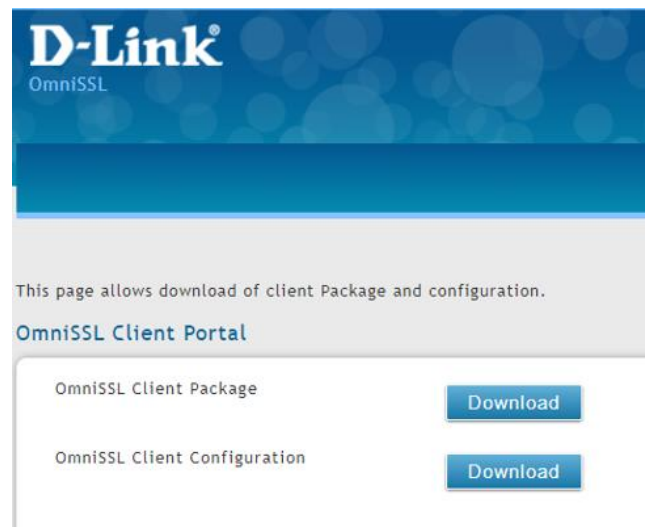 D-Link®
OmniSSL
This page allows download of client Package and configuration.
OmniSSL Client Portal
OmniSSL Client Package Download
OmniSSL Client Configuration Download